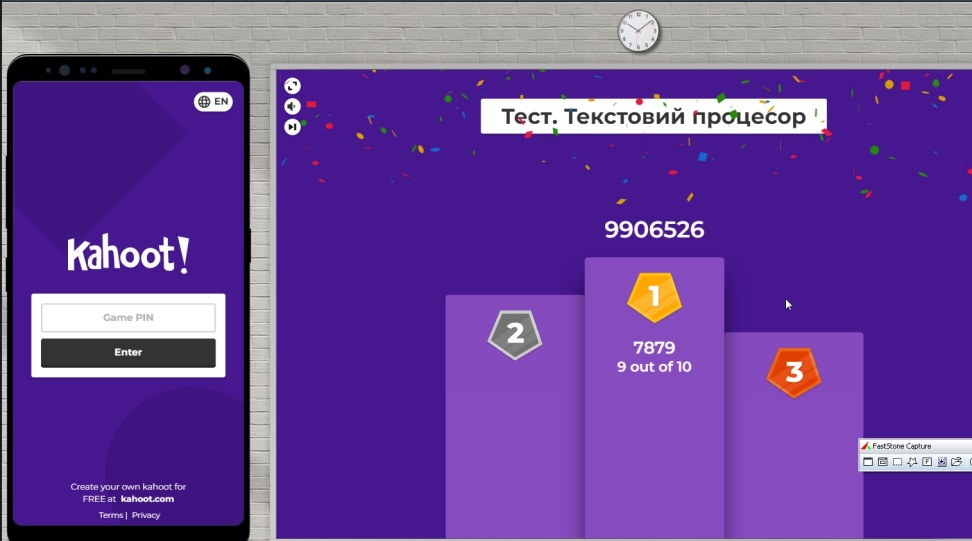 EN
Kahoot!
Game PIN
Enter
Create your own kahoot for
FREE at kahoot.com
Terms | Privacy
Тест. Текстовий процесор
9906526
1
7879
9 out of 10
2
3
FastStone Capture